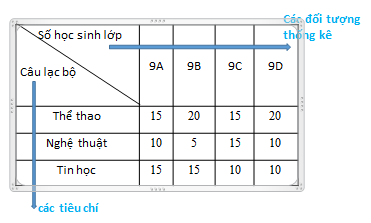 Các đối tượng
thống kê
Số học sinh lớp
Câu lạc bộ
9A 9B 9C 9D
Thể thao 15 20 15 20
Nghệ thuật 10 5 15 10
Tin học 15 15 10 10
các tiêu chí